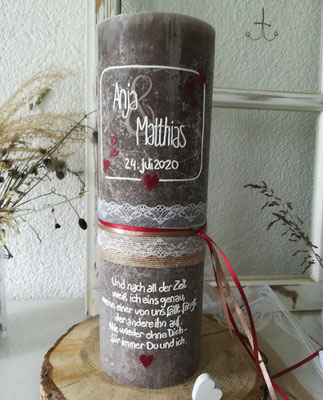 Anja
&
Matthias
24. Juli 2020
Und nach all der Zeit
weiß ich eins genau,
wenn einer von uns fällt, fängt
der andere ihn auf.
Nie wieder ohne Dich -
für immer Du und ich.